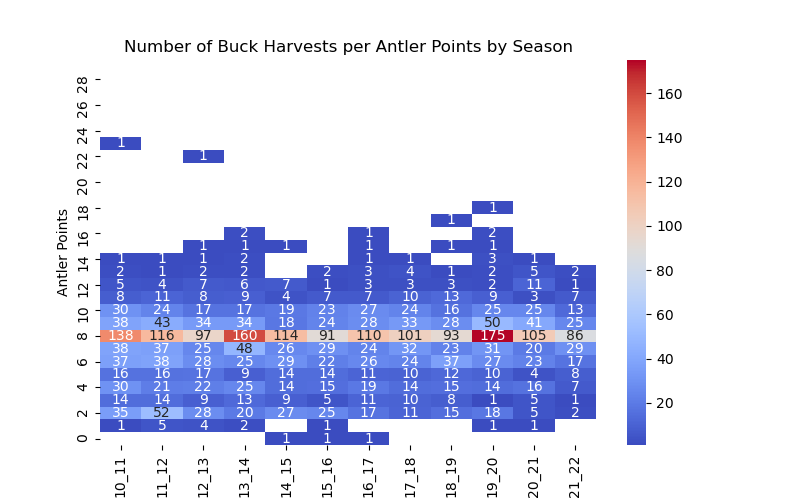 Number of Buck Harvests per Antler Points by Season
28
26
24
1
22 1
20
18 1
1
16 2 1 2
1 1 1 1 1 1
14 1 1 1 2 1 1 3 1
2 1 2 2 2 3 4 1 2 5 2
12 5 4 7 6 7 1 3 3 3 2 11 1
8 11 8 9 4 7 7 10 13 9 3 7
10 30 24 17 17 19 23 27 24 16 25 25 13
38 43 34 34 18 24 28 33 28 50 41 25
8 138 116 97 160 114 91 110 101 93 175 105 86
38 37 25 48 26 29 24 32 23 31 20 29
6 37 38 28 25 29 22 26 24 37 27 23 17
16 16 17 9 14 14 11 10 12 10 4 8
4 30 21 22 25 14 15 19 14 15 14 16 7
14 14 9 13 9 5 11 10 8 1 5 1
2 35 52 28 20 27 25 17 11 15 18 5 2
1 5 4 2 1 1 1
0 1 1 1
10_11 11_12 12_13 13_14 14_15 15_16 16_17 17_18 18_19 19_20 20_21 21_22
Antler Points
160
140
120
100
80
60
40
20